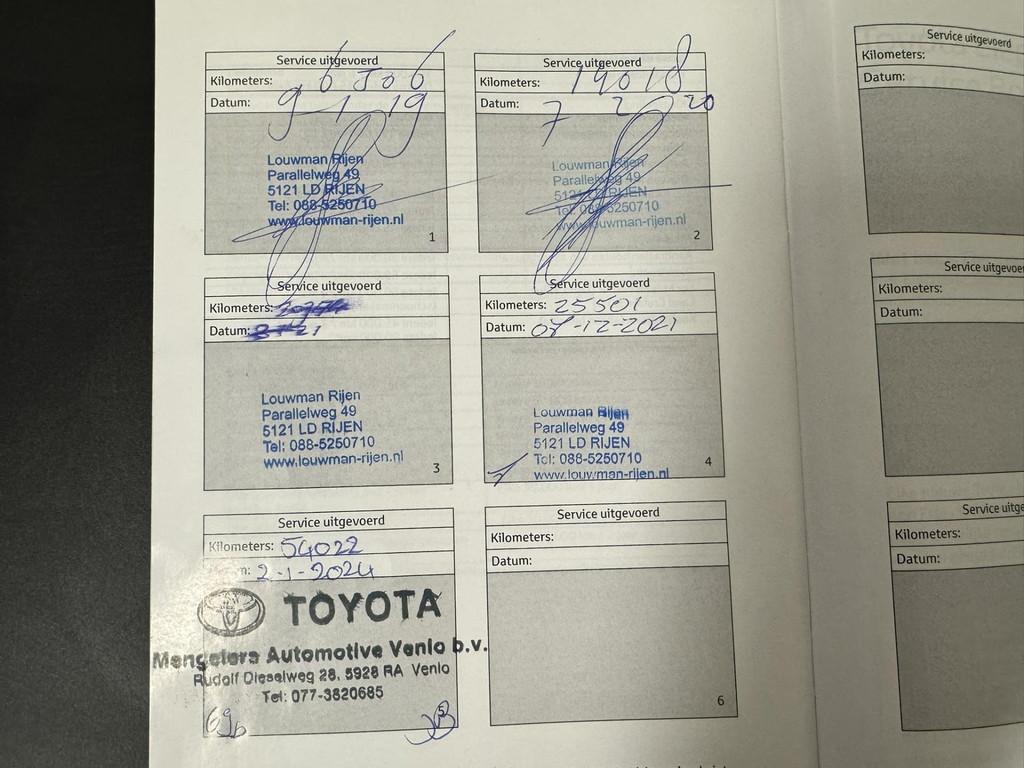 Service uitgevoerd
Kilometers: 6506
Datum: 9-1-19
Louwman Rijen
Parallelweg 49
5121 LD RIJEN
Tel: 088-5250710
www.louwman-rijen.nl
1
Service uitgevoerd
Kilometers: 14018
Datum: 7 2 20
Louwman Rijen
Parallelweg 49
5121 LD RIJEN
Tel: 088-5250710
www.louwman-rijen.nl
2
Service uitgevoerd
Kilometers:
Datum:
Louwman Rijen
Parallelweg 49
5121 LD RIJEN
Tel: 088-5250710
www.louwman-rijen.nl
3
Service uitgevoerd
Kilometers: 25501
Datum: 07-12-2021
Louwman Rijen
Parallelweg 49
5121 LD RIJEN
Tel: 088-5250710
www.louwman-rijen.nl
4
Service uitgevoerd
Kilometers: 54022
2-1-2024
TOYOTA
Mengelers Automotive Venlo b.v.
Rudolf Dieselweg 28, 5928 RA Venlo
Tel: 077-3820685
5
Service uitgevoerd
Kilometers:
Datum:
6
Service uitgevoerd
Kilometers:
Datum:
Service uitgevoer
Kilometers:
Datum:
Service uitge
Kilometers:
Datum: